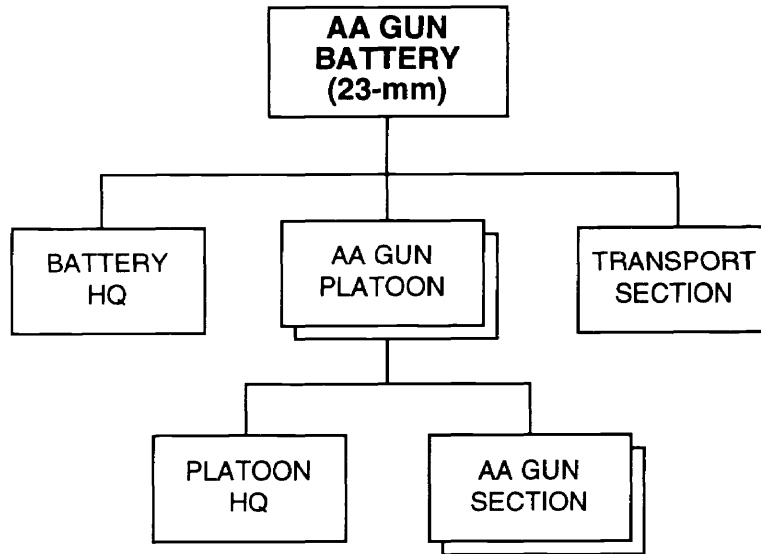 AA GUN
BATTERY
(23-mm)
BATTERY
HQ
AA GUN
PLATOON
TRANSPORT
SECTION
PLATOON
HQ
AA GUN
SECTION